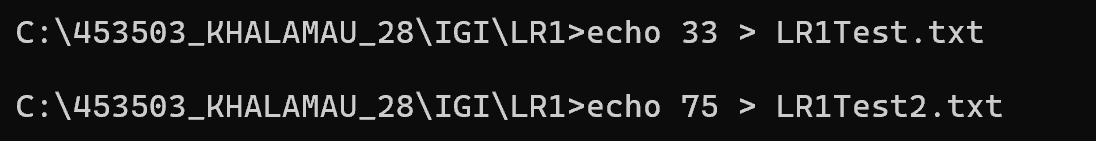 C:\453503_KHALAMAU_28\IGI\LR1>echo 33 > LR1Test.txt
C:\453503_KHALAMAU_28\IGI\LR1>echo 75 > LR1Test2.txt